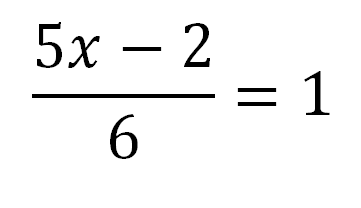 5x − 2
6
= 1